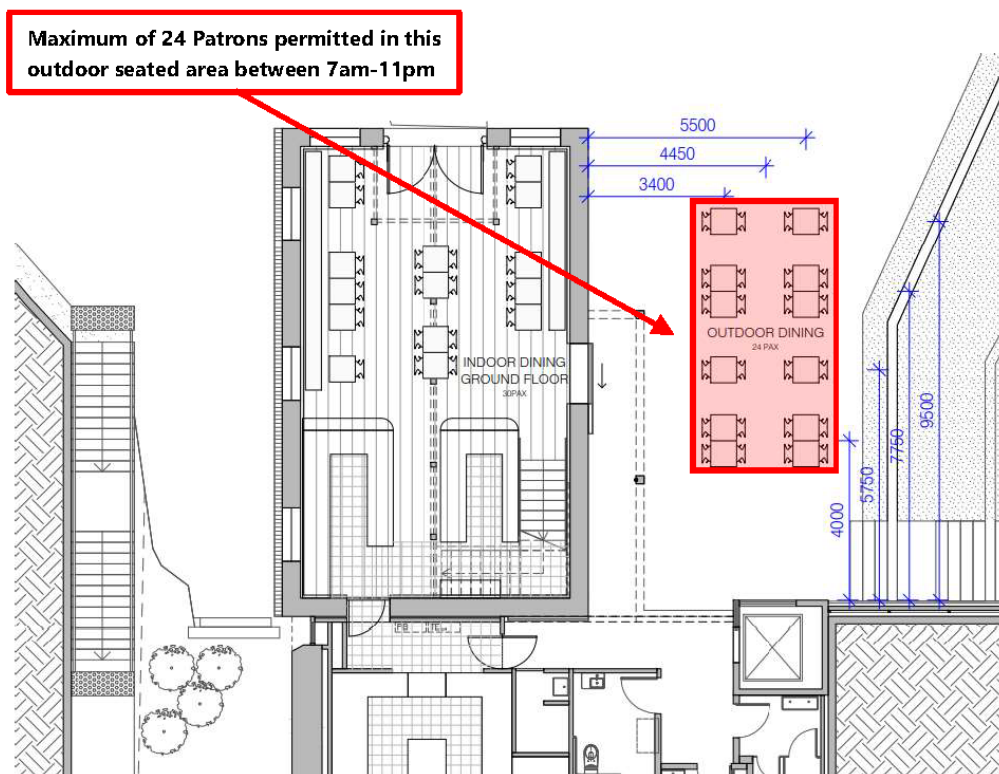 Maximum of 24 Patrons permitted in this
outdoor seated area between 7am-11pm
5500
4450
3400
OUTDOOR DINING
24 PAX
INDOOR DINING
GROUND FLOOR
30PAX
9500
7750
5750
4000